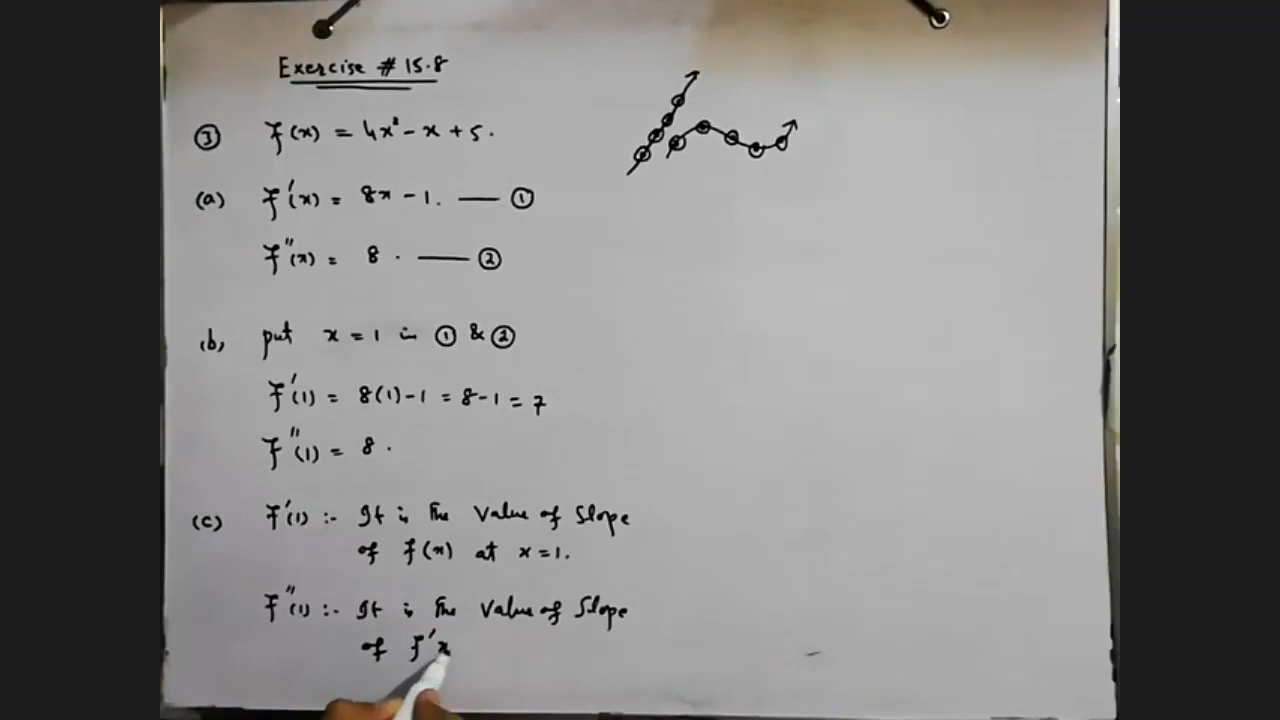 Exercise # 15.8
③ f(x) = 4x² - x + 5.
(a) f'(x) = 8x - 1. —— ①
f''(x) = 8 . —— ②
(b) put x = 1 in ① & ②
f'(1) = 8(1)-1 = 8-1 = 7
f''(1) = 8 .
(c) f'(1) :- It is the value of slope
of f(x) at x = 1.
f''(1) :- It is the value of slope
of f'x